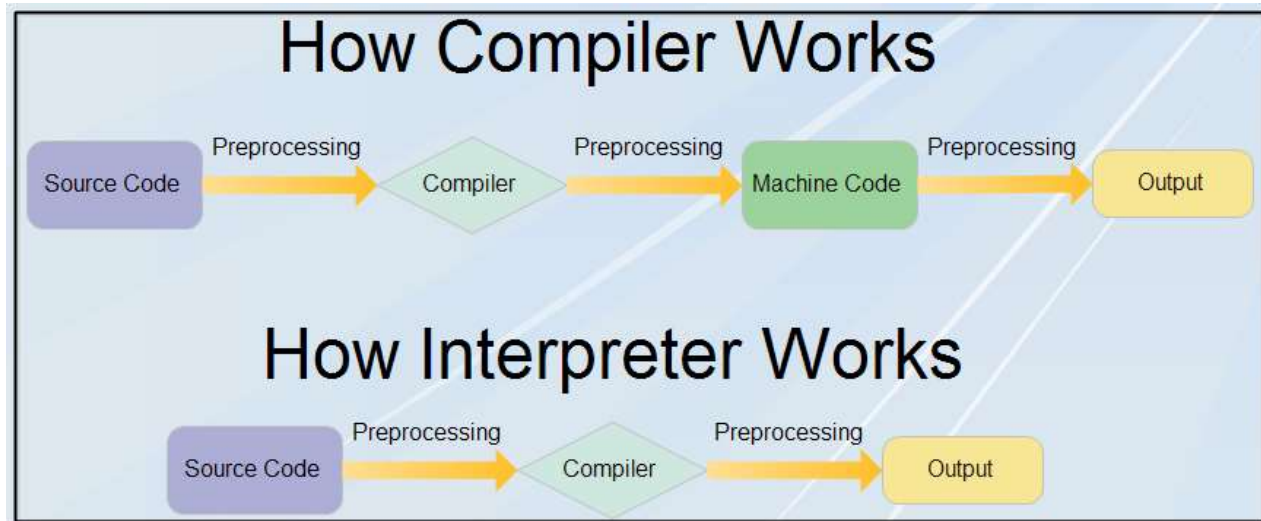 How Compiler Works
Preprocessing Preprocessing Preprocessing
Source Code Compiler Machine Code Output
How Interpreter Works
Preprocessing Preprocessing
Source Code Compiler Output